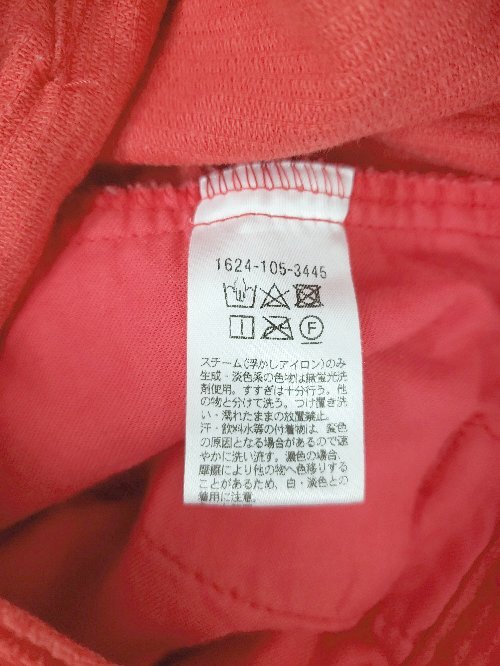 1624-105-3445
F
スチーム(浮かしアイロン)のみ
生成・淡色系の色物は無蛍光洗
剤使用。すすぎは十分行う。他
の物と分けて洗う。つけ置き洗
い・濡れたままの放置禁止。
汗・飲料水等の付着物は、変色
の原因となる場合があるので速
やかに洗い流す。濃色の場合、
摩擦により他の物へ色移りする
ことがあるため、白・淡色との
着用に注意。